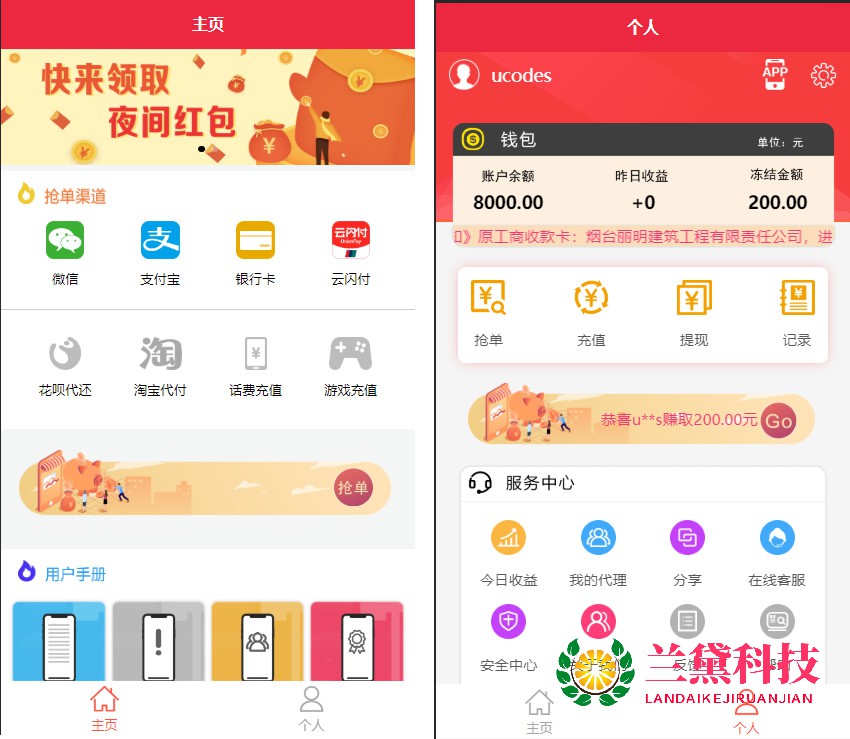 主页
快来领取
夜间红包
抢单渠道
微信
支付宝
银行卡
云闪付
UnionPay
云闪付
花呗代还
淘
淘宝代付
话费充值
游戏充值
抢单
用户手册
主页
个人
个人
ucodes
APP
钱包
单位：元
账户余额
昨日收益
冻结金额
8000.00
+0
200.00
》原工商收款卡：烟台丽明建筑工程有限责任公司，进
抢单
充值
提现
记录
恭喜u**s赚取200.00元
Go
服务中心
今日收益
我的代理
分享
在线客服
安全中心
兰黛科技
LANDAIKEJIRUANJIAN
主页
个人